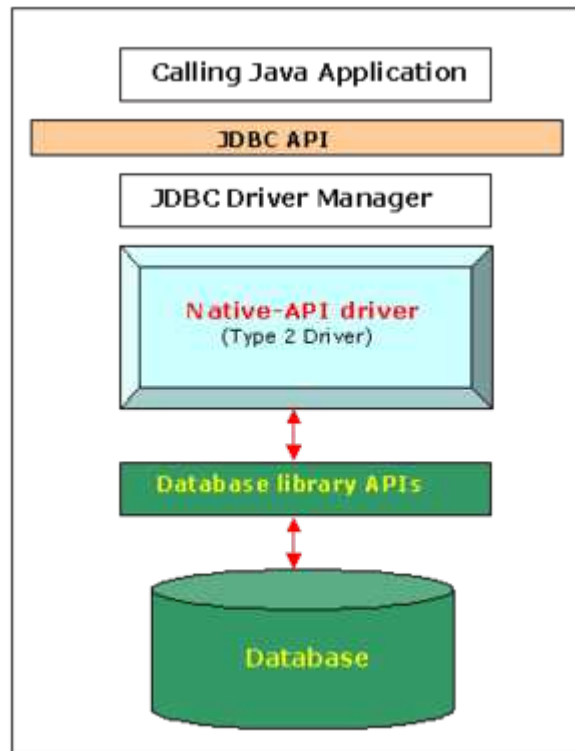 Calling Java Application
JDBC API
JDBC Driver Manager
Native-API driver
(Type 2 Driver)
Database library APIs
Database